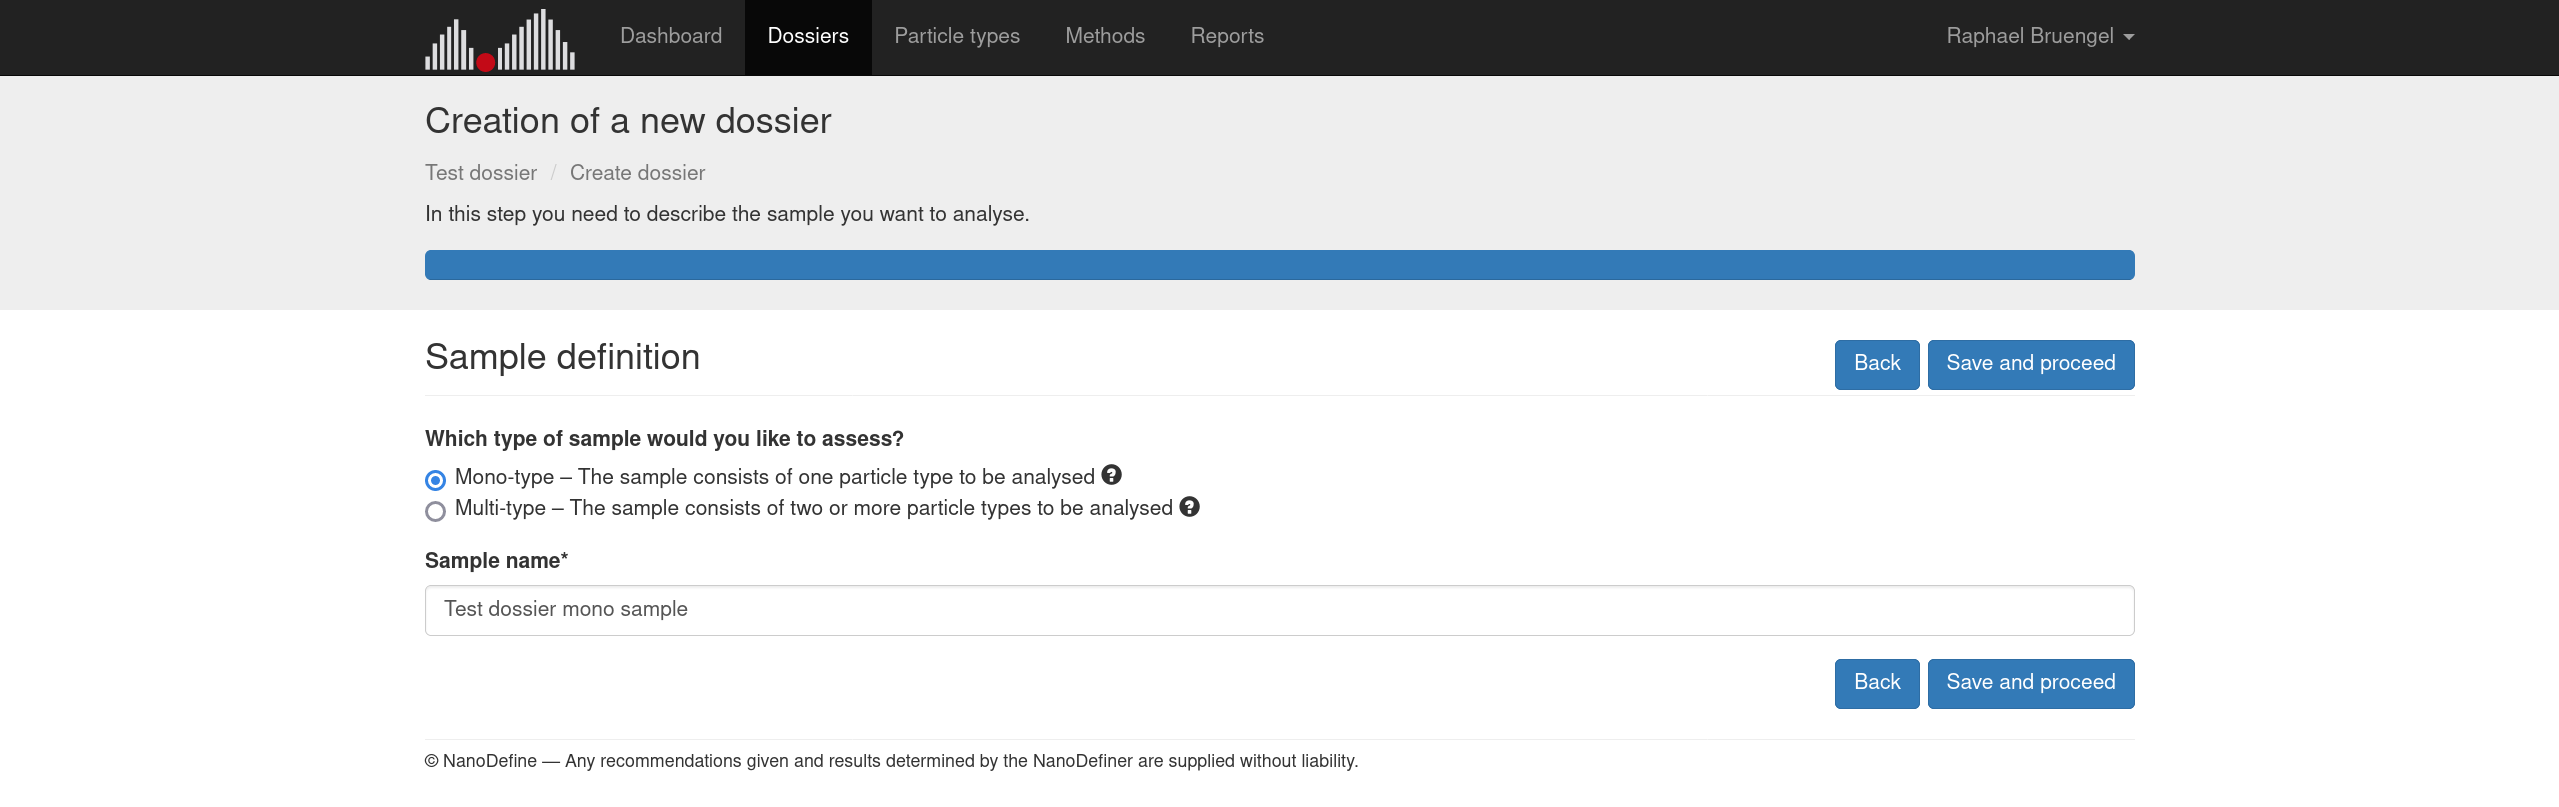 Dashboard Dossiers Particle types Methods Reports Raphael Bruengel
Creation of a new dossier
Test dossier / Create dossier
In this step you need to describe the sample you want to analyse.
Sample definition Back Save and proceed
Which type of sample would you like to assess?
Mono-type – The sample consists of one particle type to be analysed ?
Multi-type – The sample consists of two or more particle types to be analysed ?
Sample name*
Test dossier mono sample
Back Save and proceed
© NanoDefine — Any recommendations given and results determined by the NanoDefiner are supplied without liability.